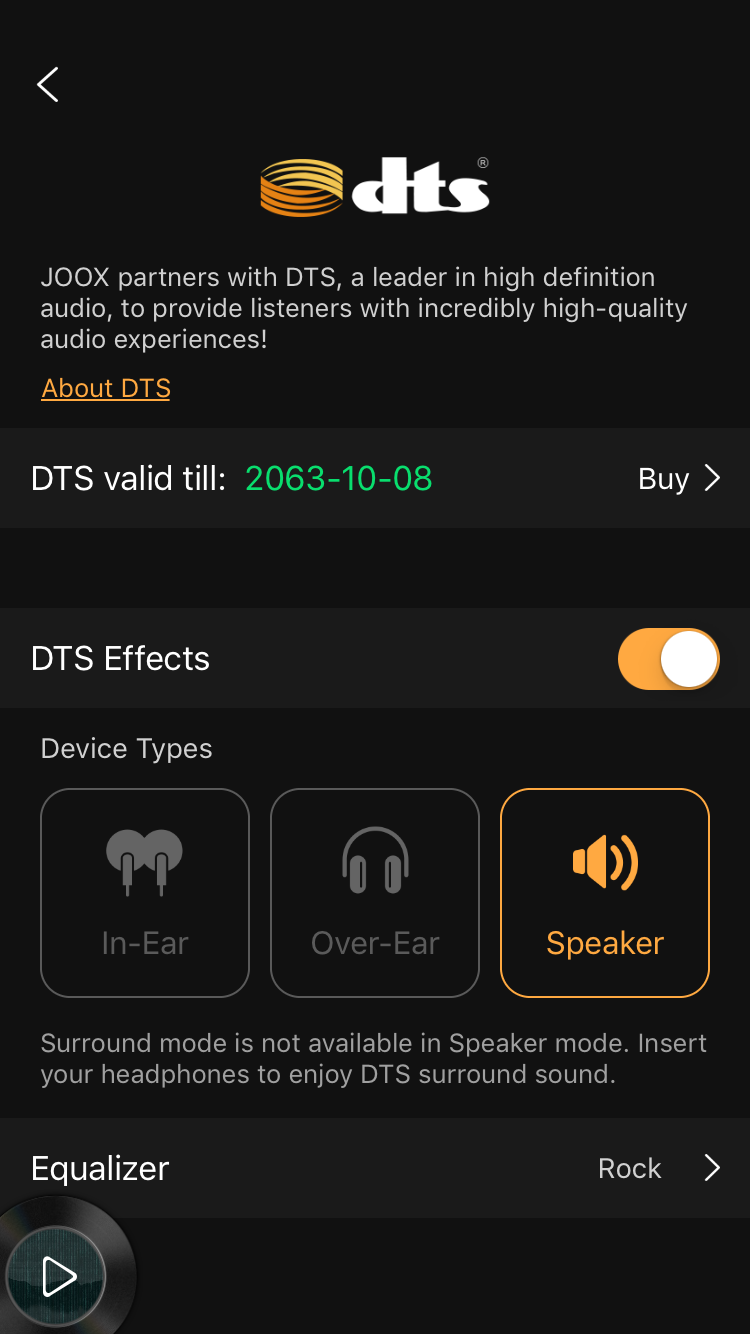 dts®
JOOX partners with DTS, a leader in high definition
audio, to provide listeners with incredibly high-quality
audio experiences!
About DTS
DTS valid till: 2063-10-08 Buy
DTS Effects
Device Types
In-Ear Over-Ear Speaker
Surround mode is not available in Speaker mode. Insert
your headphones to enjoy DTS surround sound.
Equalizer Rock